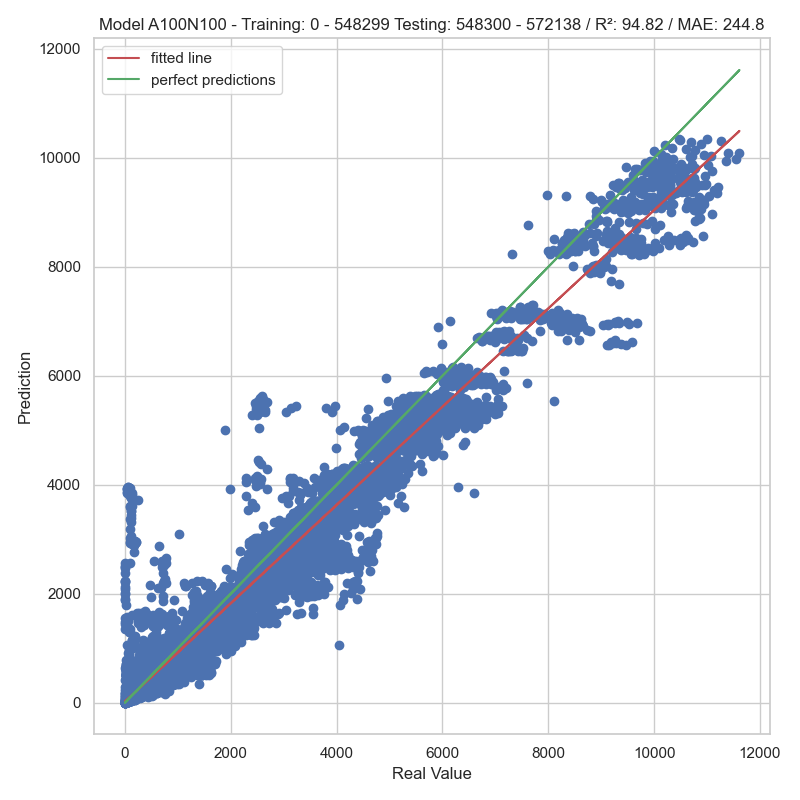 Model A100N100 - Training: 0 - 548299 Testing: 548300 - 572138 / R²: 94.82 / MAE: 244.8
fitted line
perfect predictions
12000
10000
8000
6000
4000
2000
0
Prediction
0 2000 4000 6000 8000 10000 12000
Real Value